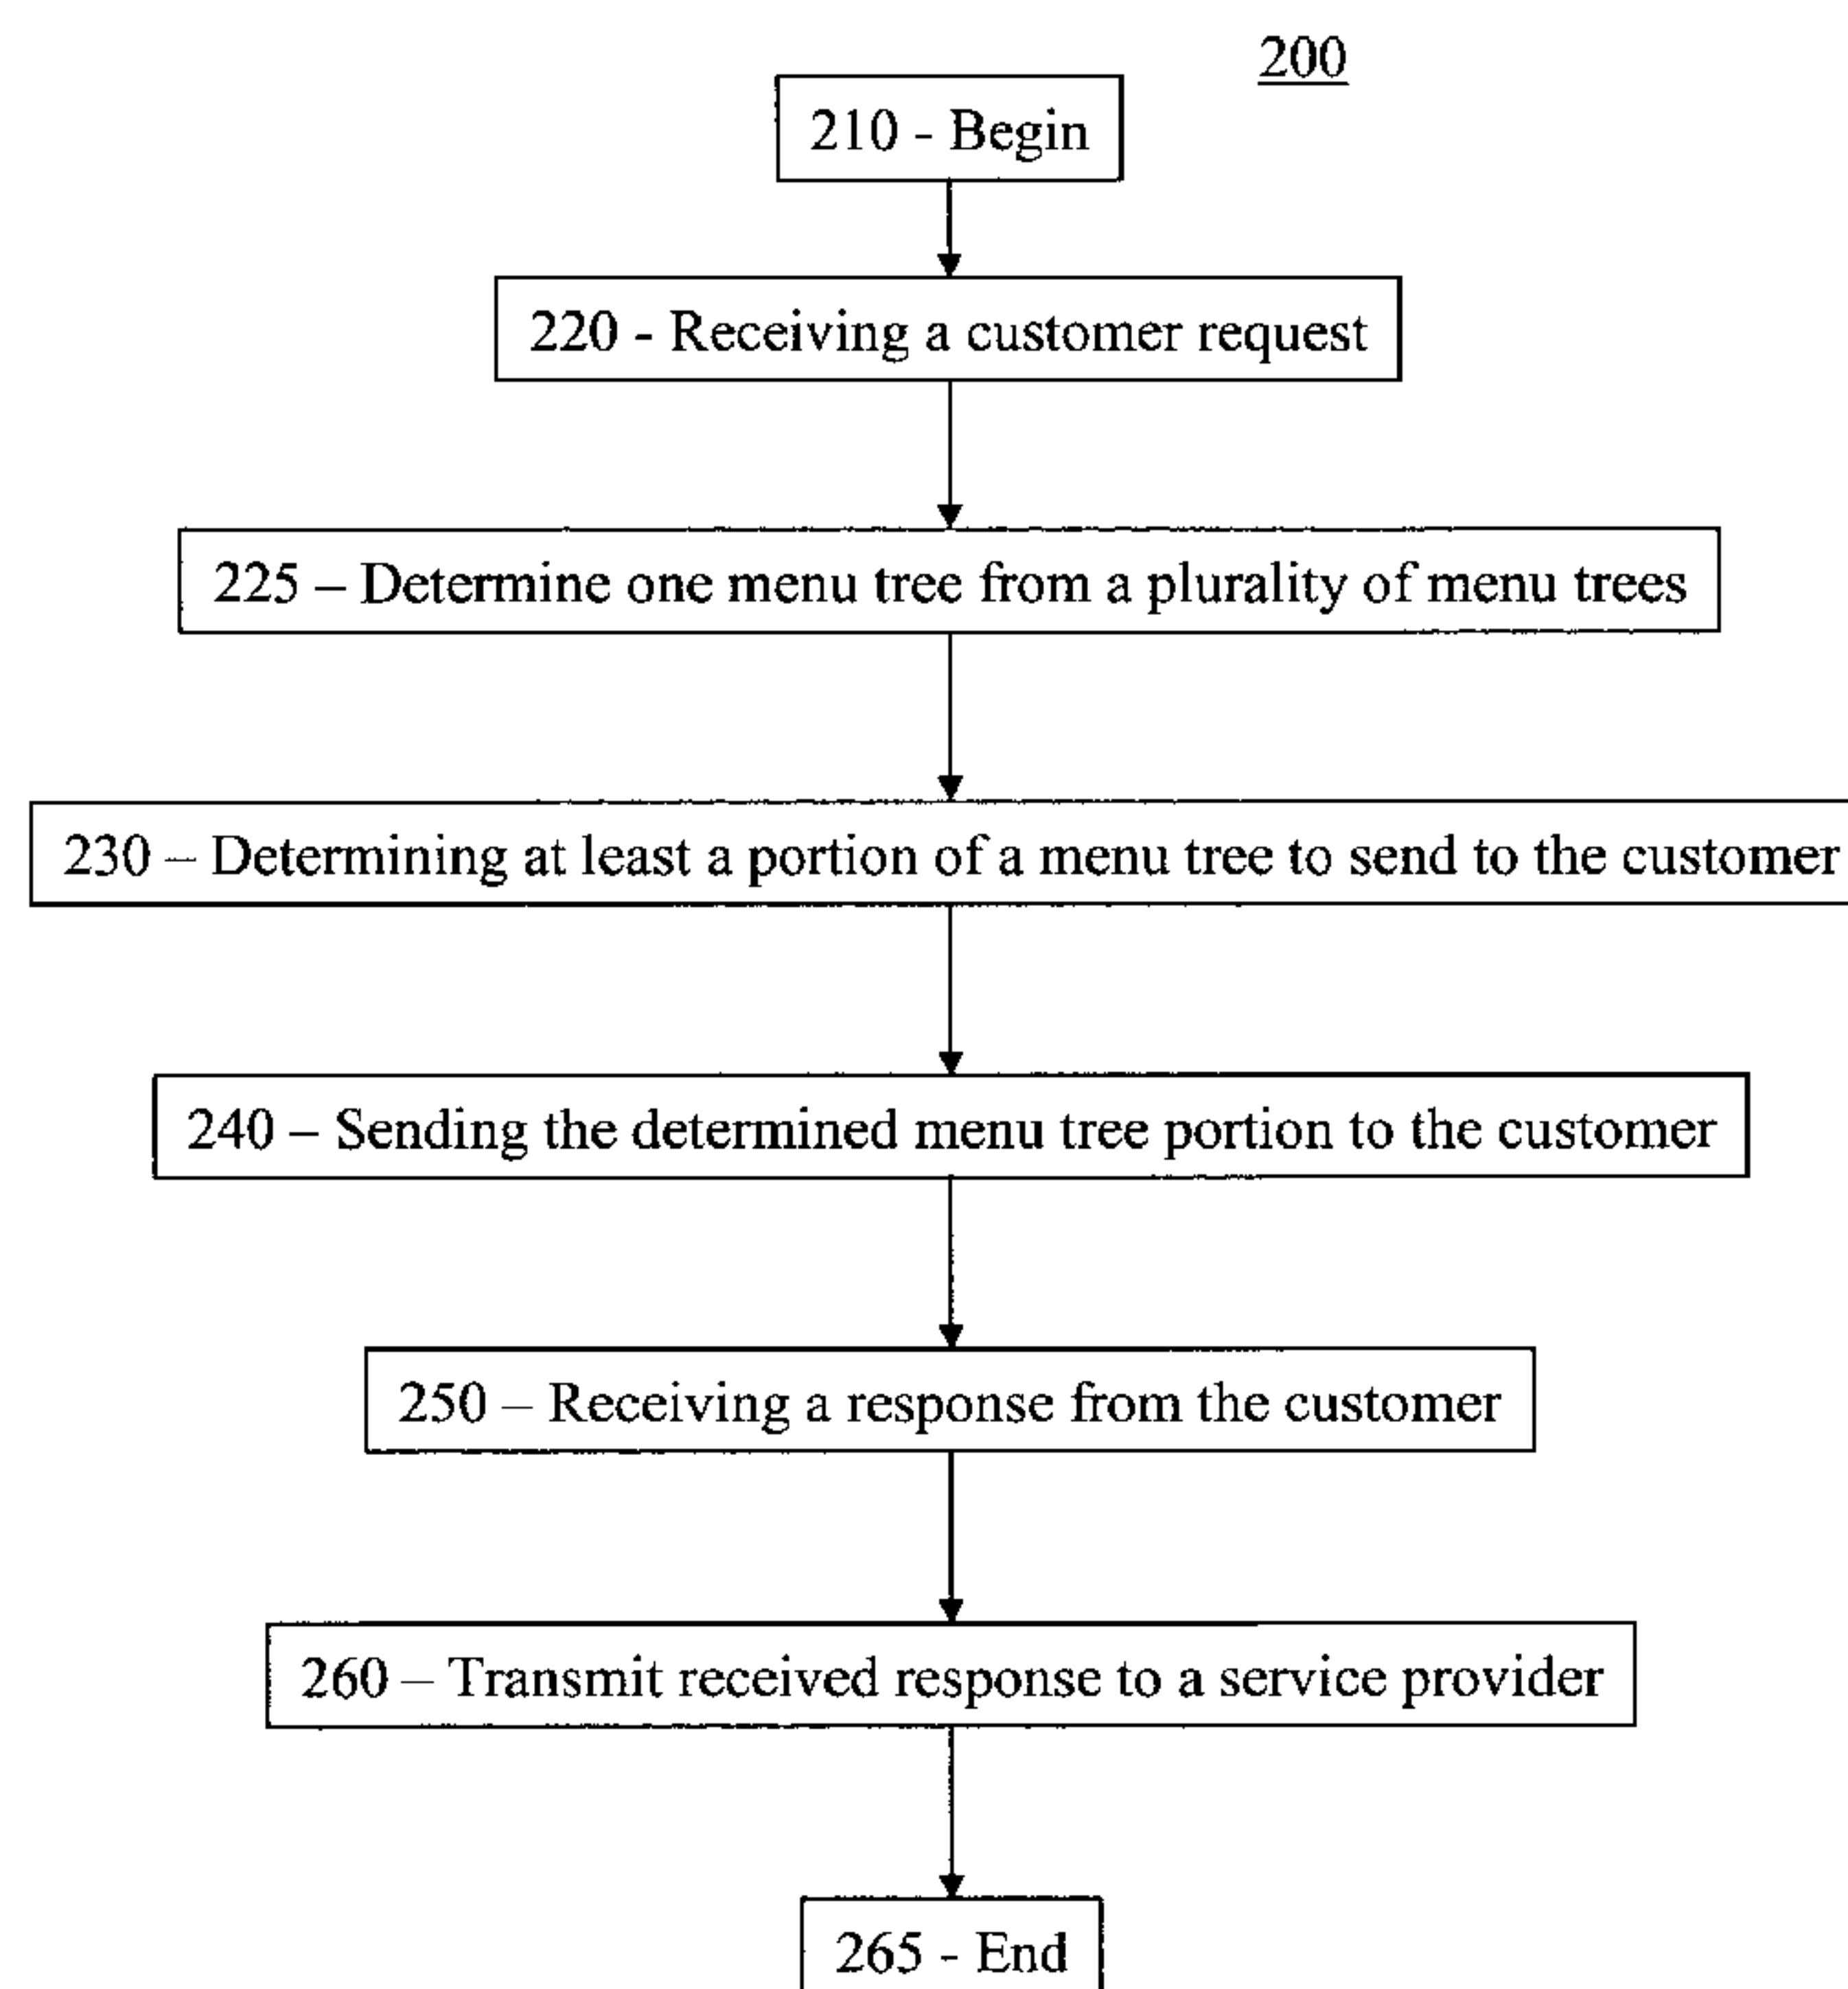 200
210 - Begin
220 - Receiving a customer request
225 – Determine one menu tree from a plurality of menu trees
230 – Determining at least a portion of a menu tree to send to the customer
240 – Sending the determined menu tree portion to the customer
250 – Receiving a response from the customer
260 – Transmit received response to a service provider
265 - End